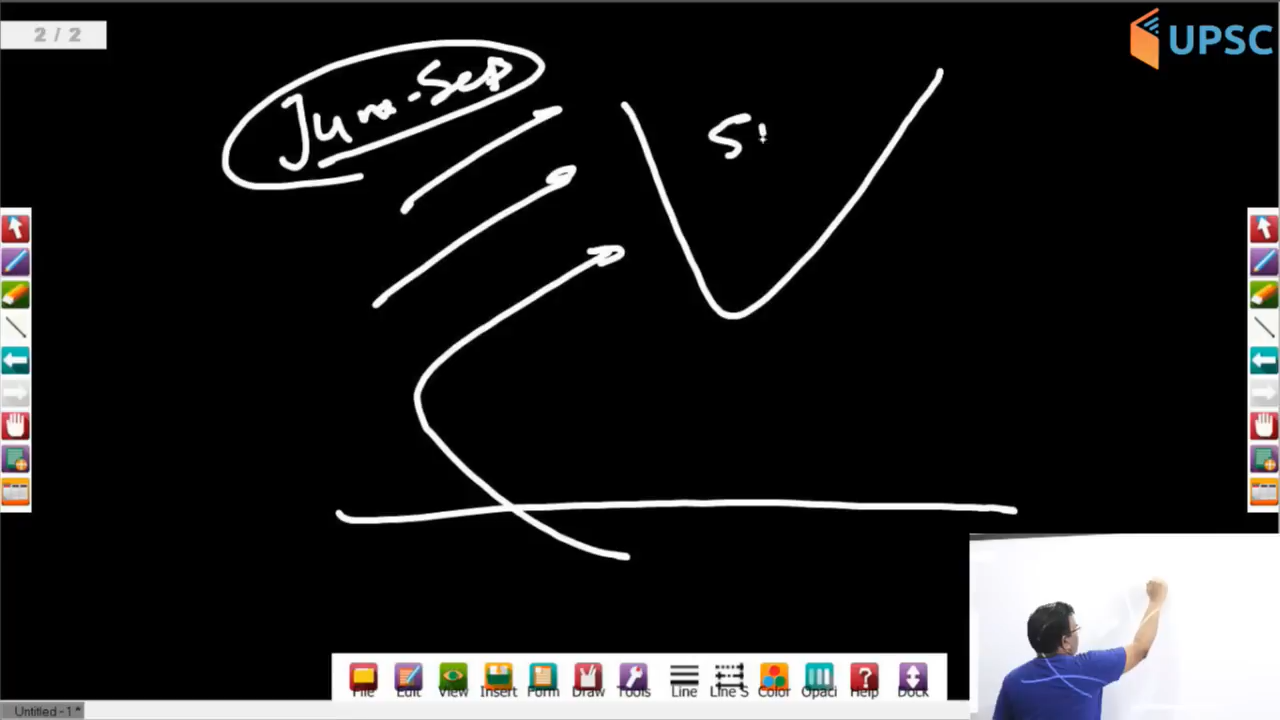 2 / 2
UPSC
June-Sep
S
File
Edit
View
Insert
Form
Draw
Tools
Line
Line S
Color
Opaci
Help
Dock
Untitled - 1 *